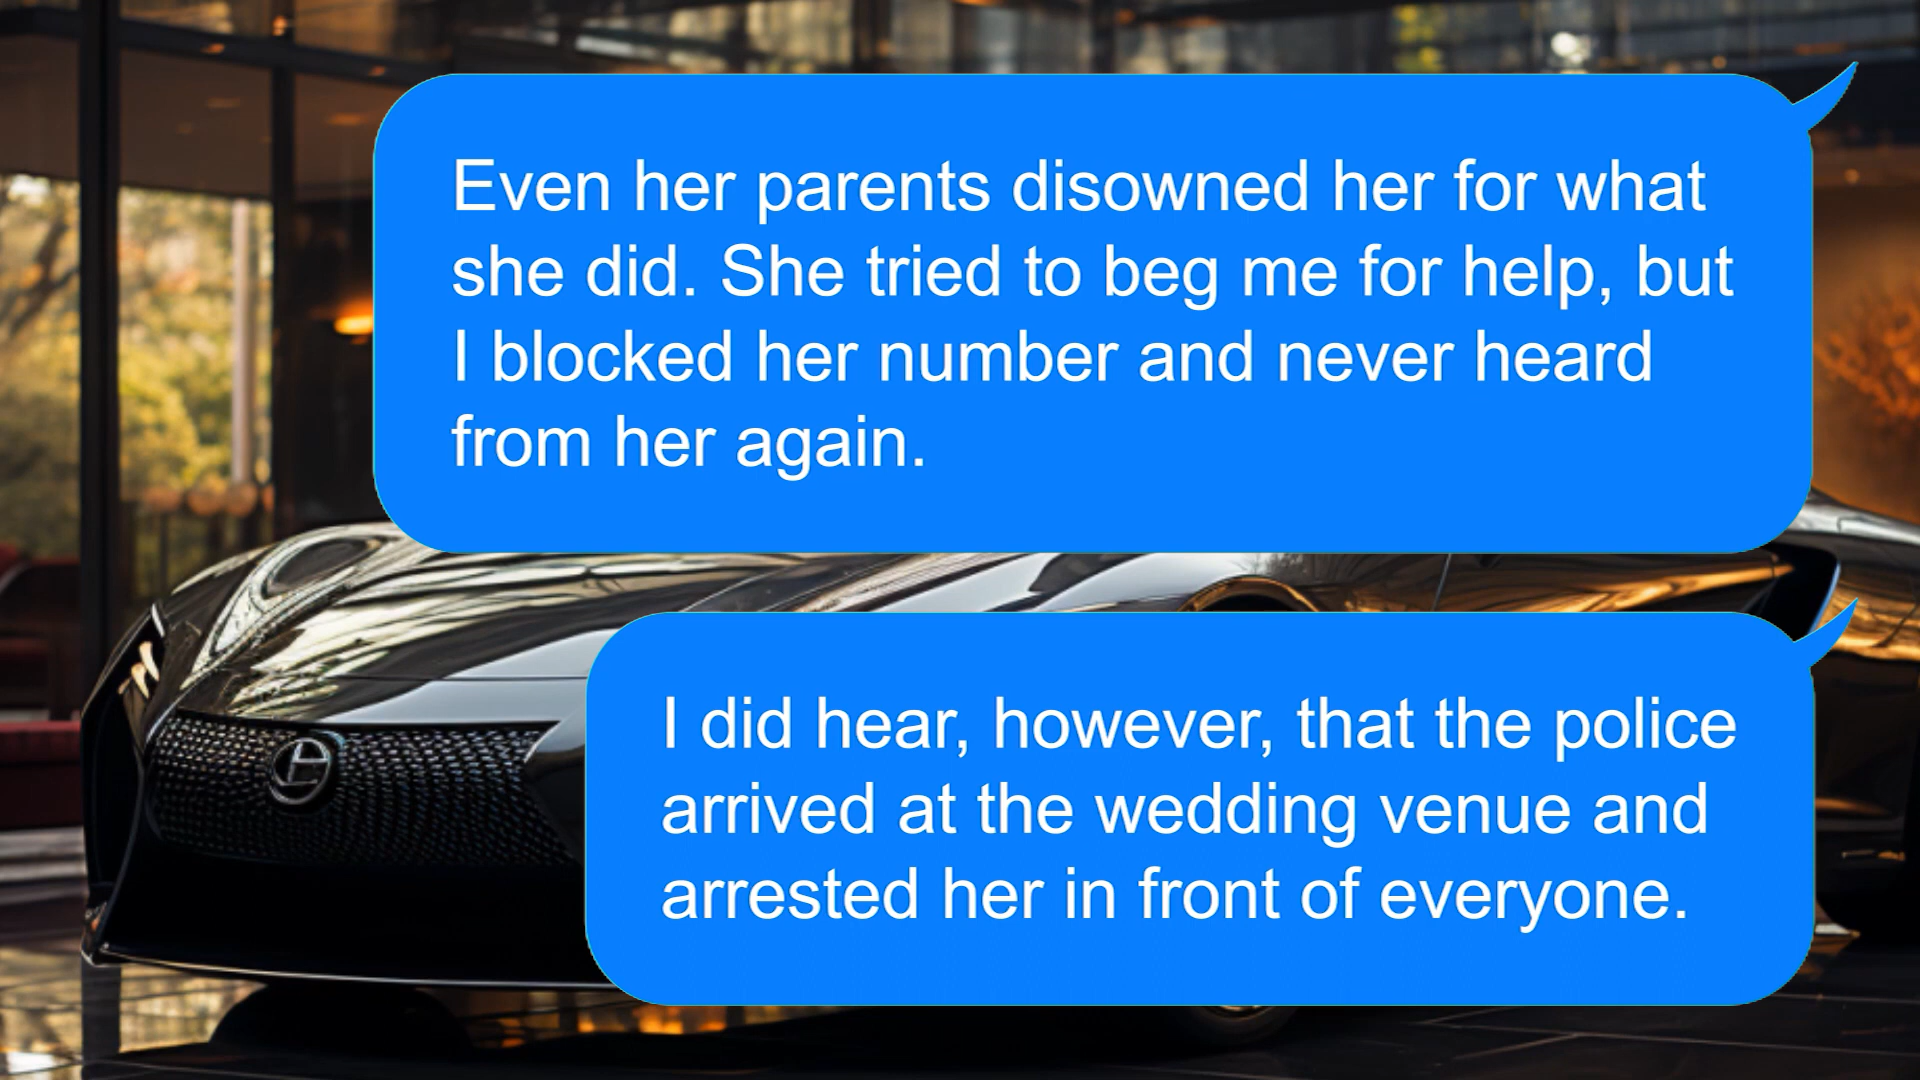 Even her parents disowned her for what
she did. She tried to beg me for help, but
I blocked her number and never heard
from her again.
I did hear, however, that the police
arrived at the wedding venue and
arrested her in front of everyone.